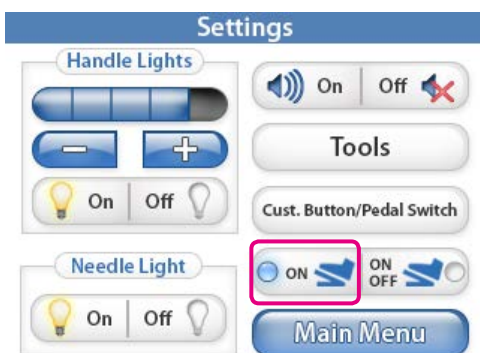 Settings
Handle Lights
On Off
Needle Light
On Off
On Off
Tools
Cust. Button/Pedal Switch
ON
ON
OFF
Main Menu